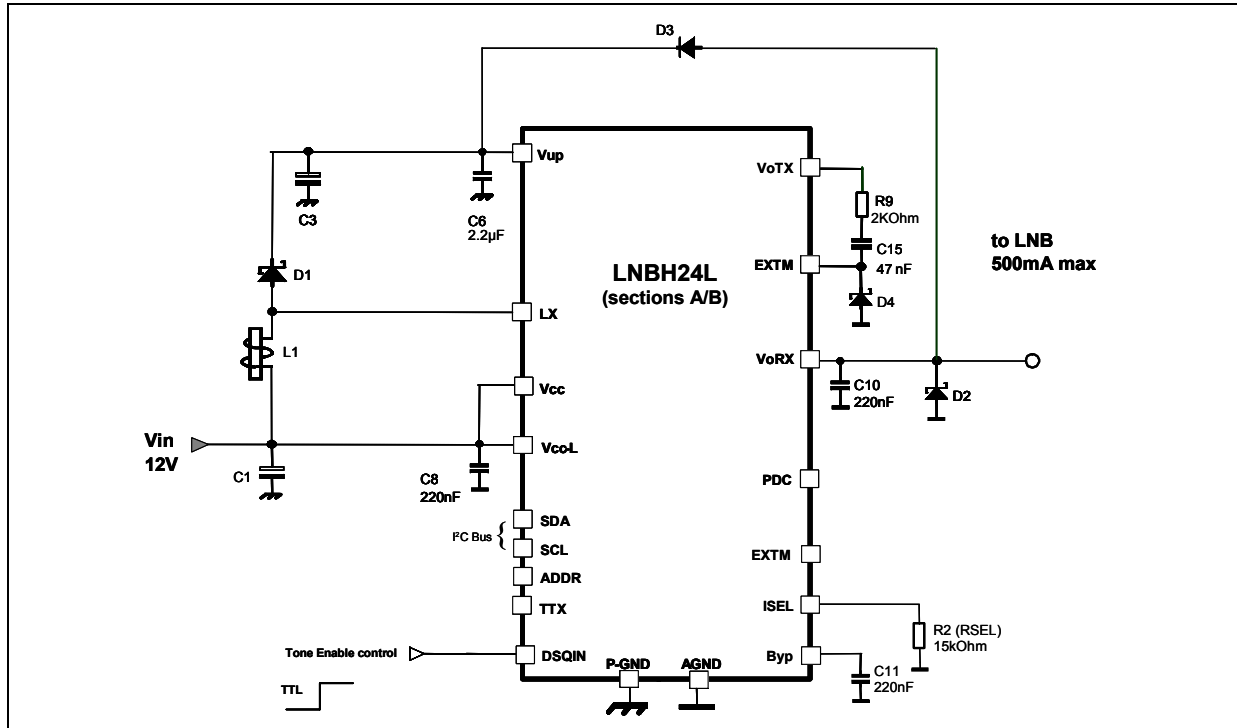 D3
Vup
C3
C6
2.2µF
VoTX
R9
2KOhm
C15
47 nF
EXTM
D4
LNBH24L
(sections A/B)
to LNB
500mA max
D1
LX
L1
VoRX
C10
220nF
D2
Vcc
Vin
12V
Vcc-L
C1
C8
220nF
PDC
I²C Bus
SDA
SCL
EXTM
ADDR
TTX
ISEL
R2 (RSEL)
15kOhm
Tone Enable control
DSQIN
P-GND
AGND
Byp
C11
220nF
TTL